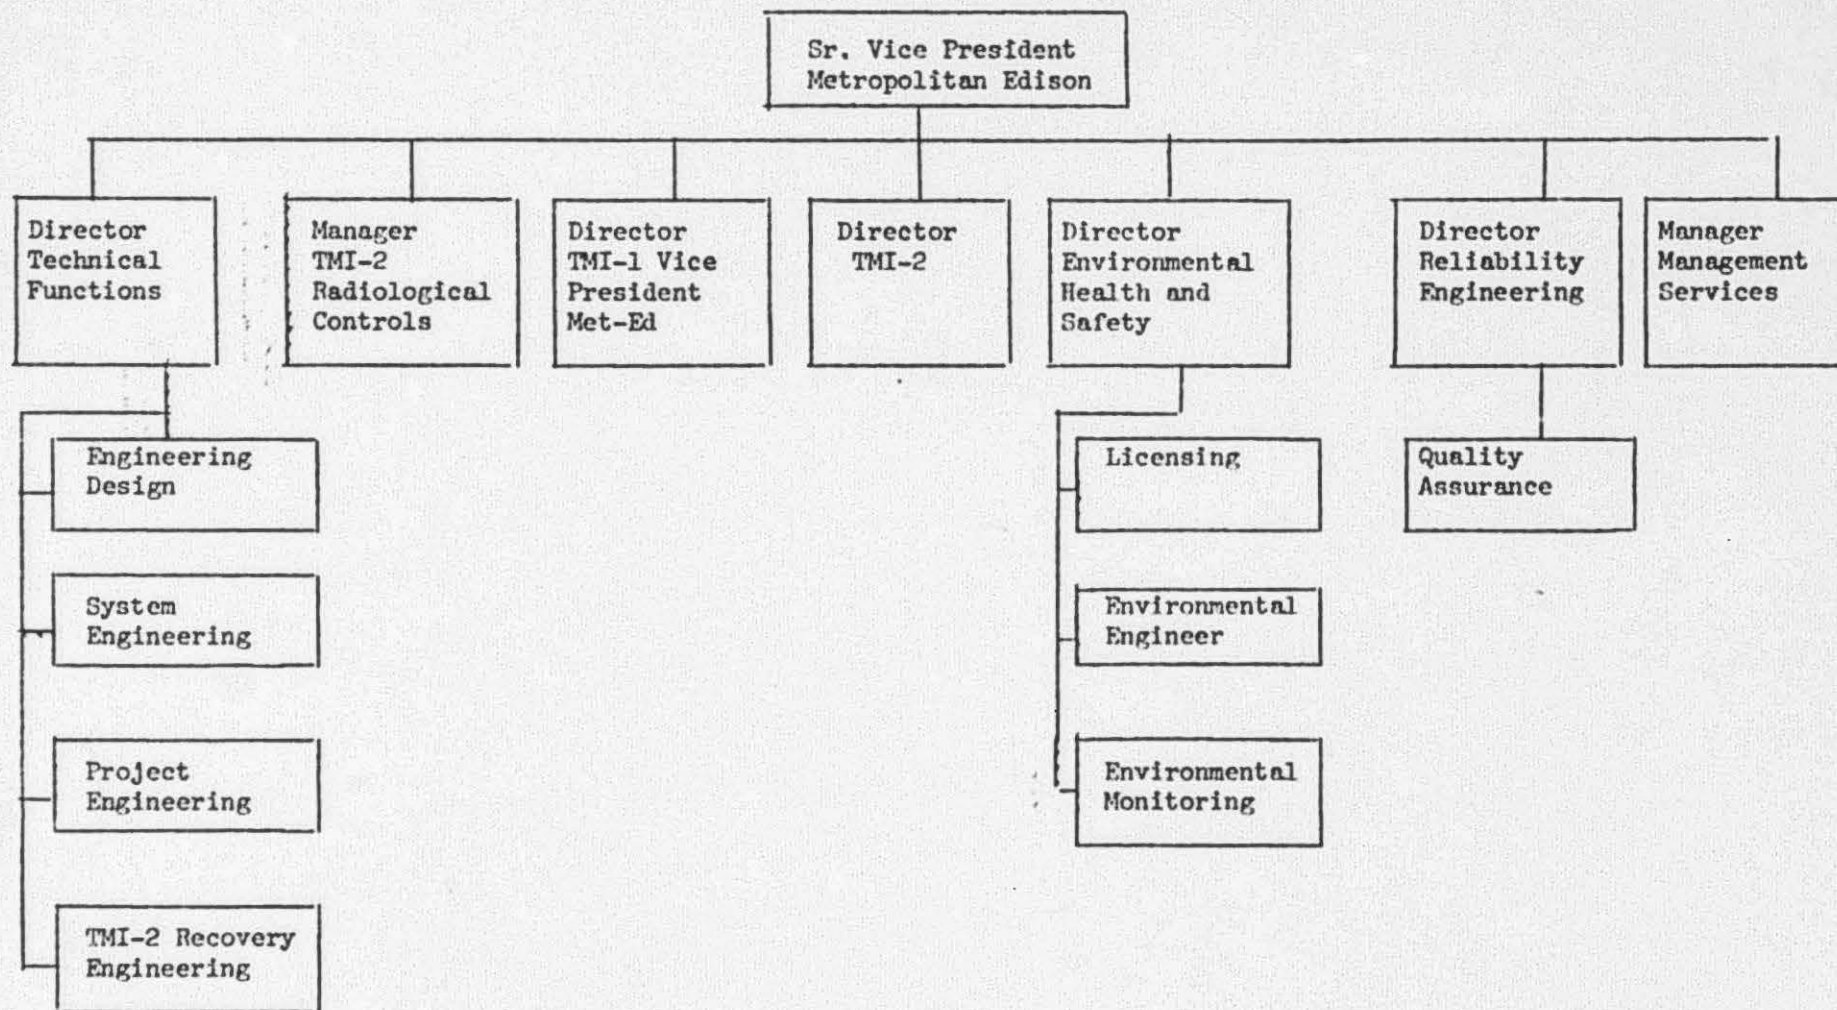 Sr. Vice President
Metropolitan Edison
Director
Technical
Functions
Manager
TMI-2
Radiological
Controls
Director
TMI-1 Vice
President
Met-Ed
Director
TMI-2
Director
Environmental
Health and
Safety
Director
Reliability
Engineering
Manager
Management
Services
Engineering
Design
System
Engineering
Project
Engineering
TMI-2 Recovery
Engineering
Licensing
Environmental
Engineer
Environmental
Monitoring
Quality
Assurance